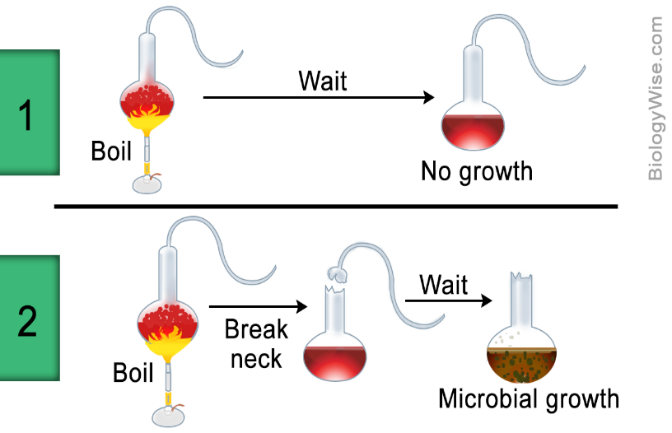 1
Boil
Wait
No growth
2
Boil
Break
neck
Wait
Microbial growth
BiologyWise.com